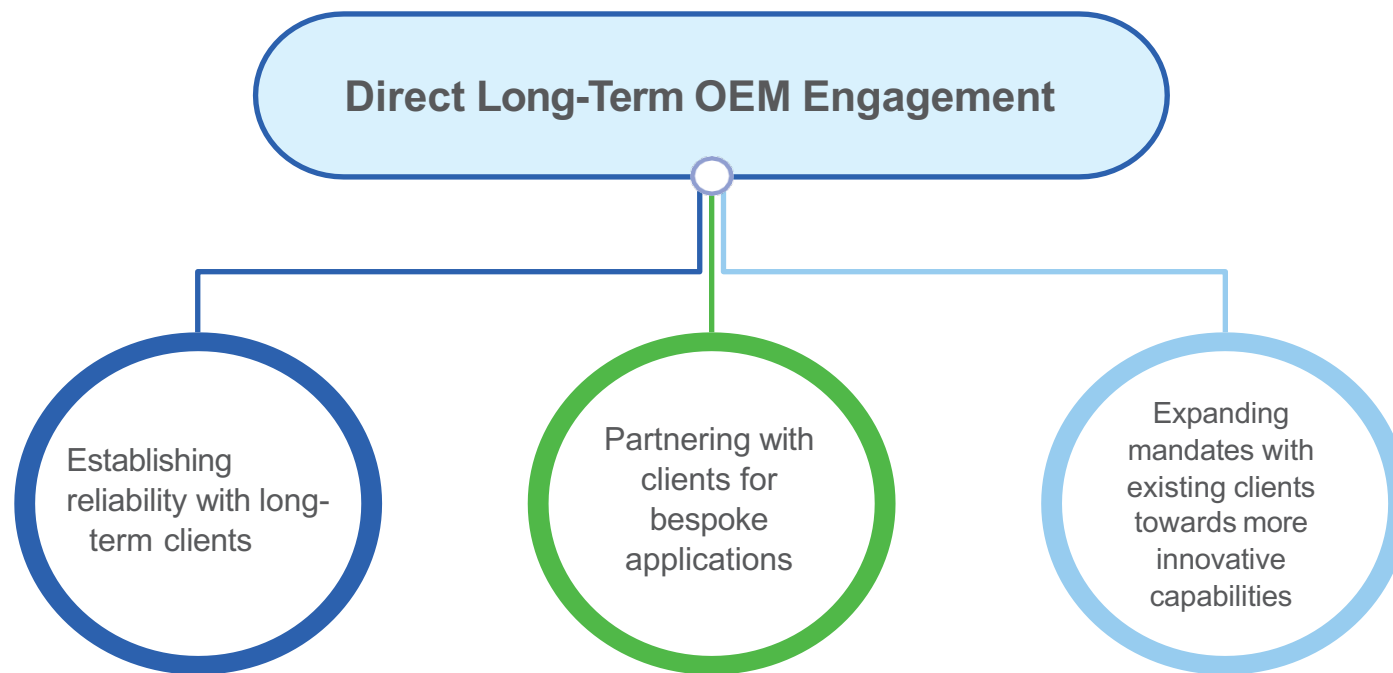 Direct Long-Term OEM Engagement
Establishing
reliability with long-
term clients
Partnering with
clients for
bespoke
applications
Expanding
mandates with
existing clients
towards more
innovative
capabilities